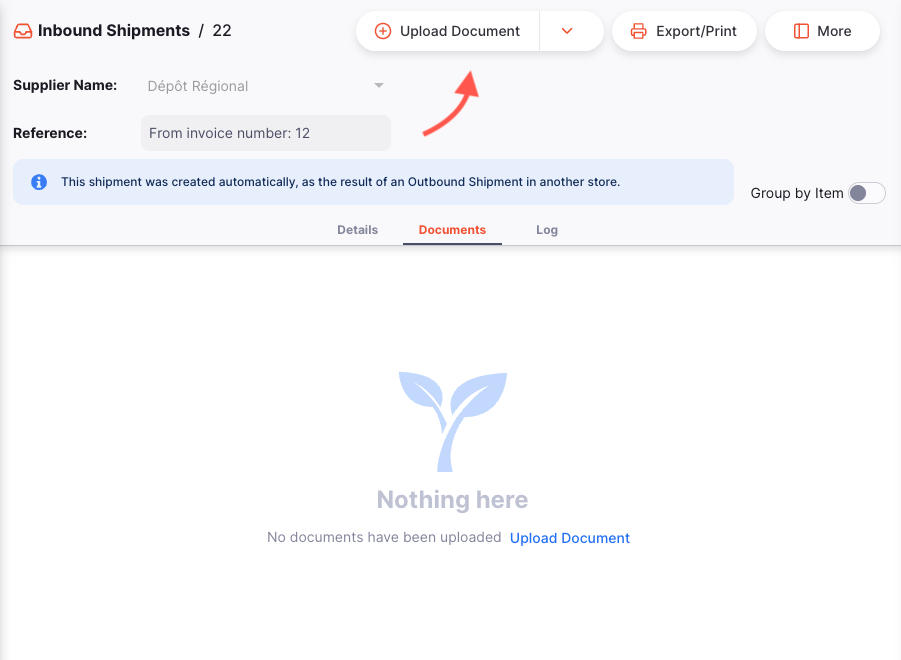 Inbound Shipments / 22
Upload Document
Export/Print
More
Supplier Name: Dépôt Régional
Reference: From invoice number: 12
This shipment was created automatically, as the result of an Outbound Shipment in another store.
Group by Item
Details Documents Log
Nothing here
No documents have been uploaded Upload Document